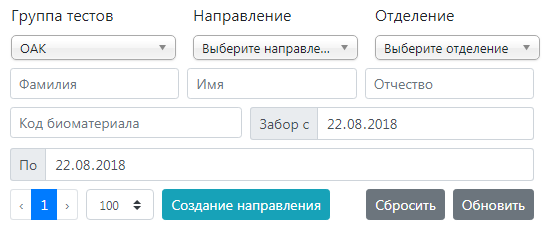 Группа тестов Направление Отделение
ОАК Выберите направле... Выберите отделение
Фамилия Имя Отчество
Код биоматериала Забор с 22.08.2018
По 22.08.2018
‹ 1 › 100 Создание направления Сбросить Обновить